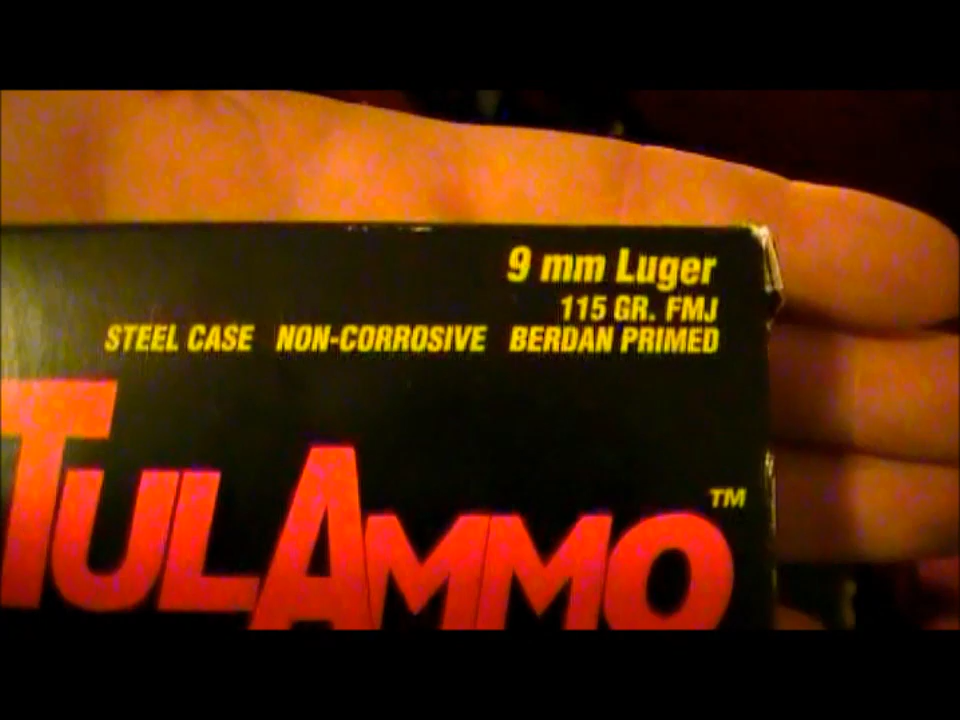 9 mm Luger
115 GR. FMJ
STEEL CASE NON-CORROSIVE BERDAN PRIMED
TULAMMO™